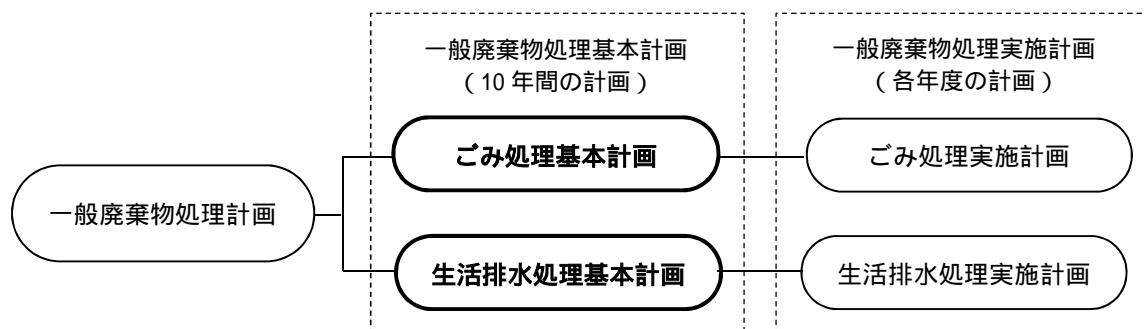 一般廃棄物処理基本計画
（10年間の計画）
一般廃棄物処理実施計画
（各年度の計画）
ごみ処理基本計画
ごみ処理実施計画
一般廃棄物処理計画
生活排水処理基本計画
生活排水処理実施計画